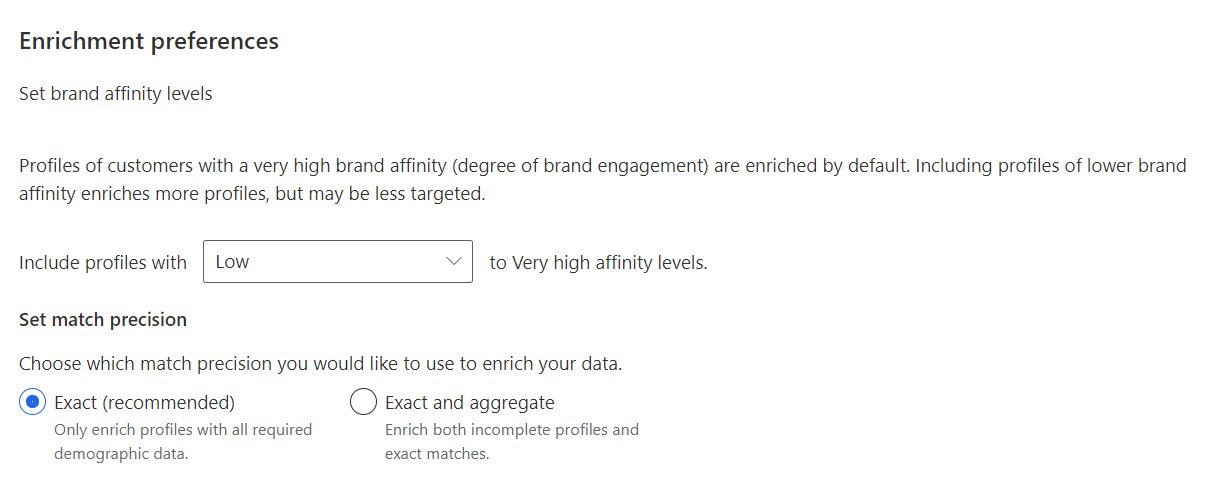 Enrichment preferences
Set brand affinity levels
Profiles of customers with a very high brand affinity (degree of brand engagement) are enriched by default. Including profiles of lower brand
affinity enriches more profiles, but may be less targeted.
Include profiles with Low to Very high affinity levels.
Set match precision
Choose which match precision you would like to use to enrich your data.
Exact (recommended) Exact and aggregate
Only enrich profiles with all required Enrich both incomplete profiles and
demographic data. exact matches.